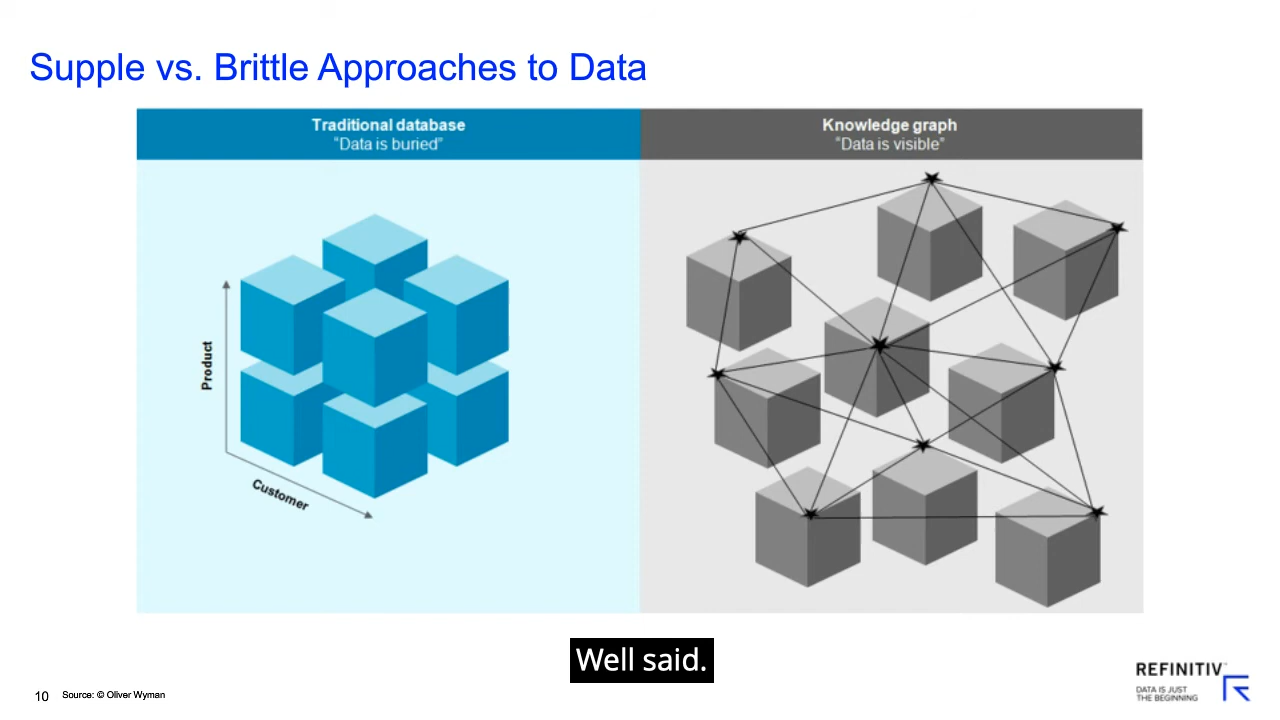 Supple vs. Brittle Approaches to Data
Traditional database
“Data is buried”
Knowledge graph
“Data is visible”
Product
Customer
Well said.
10
Source: © Oliver Wyman
REFINITIV™
DATA IS JUST
THE BEGINNING